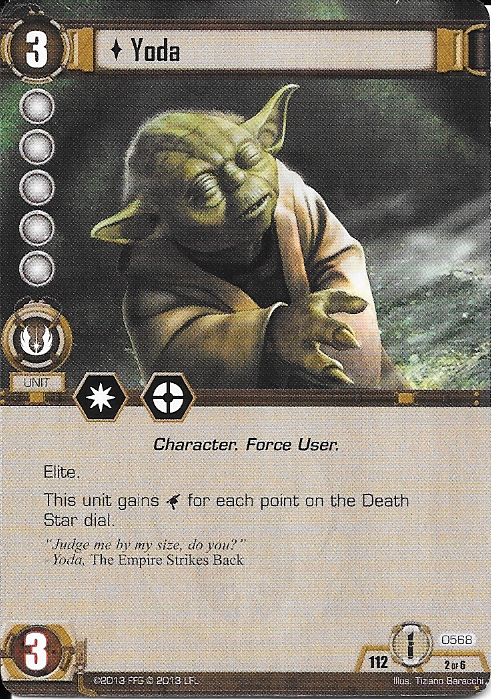 3
Yoda
UNIT
Character. Force User.
Elite.
This unit gains for each point on the Death
Star dial.
"Judge me by my size, do you?"
-Yoda, The Empire Strikes Back
3
0568
112
2 OF 6
©2013 FFG © 2013 LFL
Illus. Tiziano Baracchi